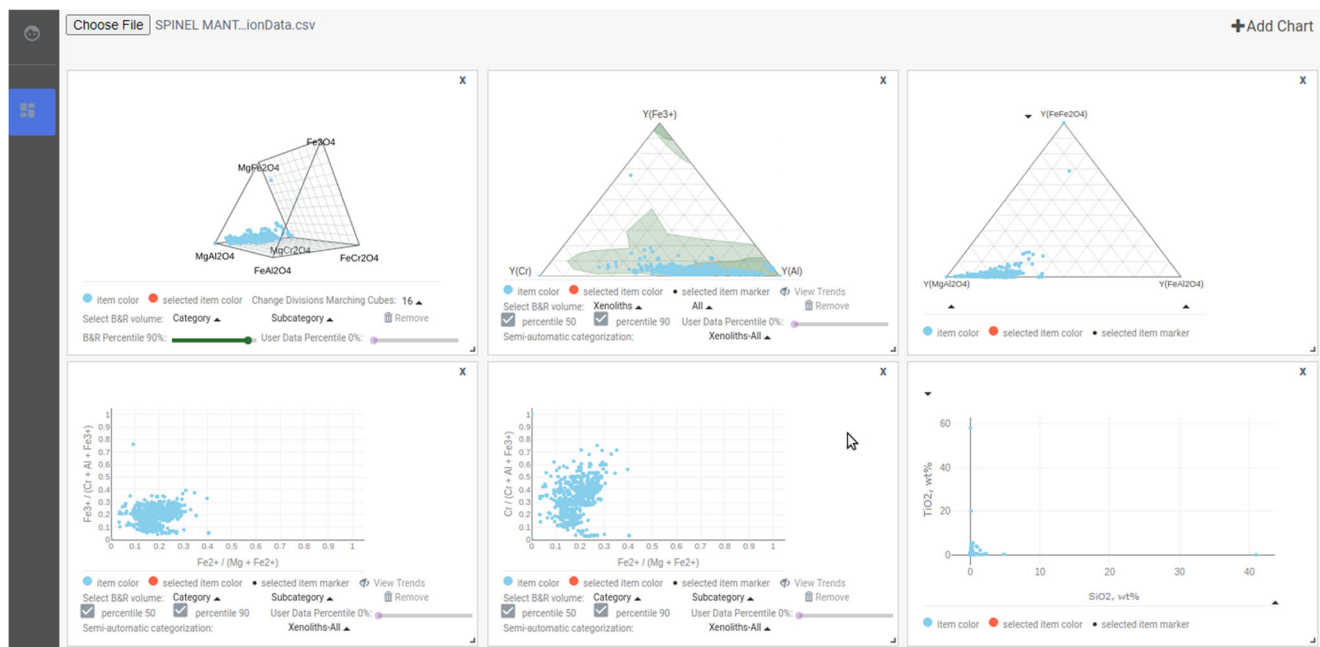 Choose File SPINEL MANT...ionData.csv
+Add Chart
x
Fe3O4
MgFe2O4
MgCr2O4
MgAl2O4
FeCr2O4
FeAl2O4
item color selected item color Change Divisions Marching Cubes: 16
Select B&R volume: Category Subcategory Remove
B&R Percentile 90%: User Data Percentile 0%:
x
Y(Fe3+)
Y(Cr) Y(Al)
item color selected item color • selected item marker View Trends
Select B&R volume: Xenoliths All Remove
percentile 50 percentile 90 User Data Percentile 0%:
Semi-automatic categorization: Xenoliths-All
x
Y(FeFe2O4)
Y(MgAl2O4) Y(FeAl2O4)
item color selected item color • selected item marker
x
Fe3+ / (Cr + Al + Fe3+)
1
0.9
0.8
0.7
0.6
0.5
0.4
0.3
0.2
0.1
0 0.1 0.2 0.3 0.4 0.5 0.6 0.7 0.8 0.9 1
Fe2+ / (Mg + Fe2+)
item color selected item color • selected item marker View Trends
Select B&R volume: Category Subcategory Remove
percentile 50 percentile 90 User Data Percentile 0%:
Semi-automatic categorization: Xenoliths-All
x
Cr / (Cr + Al + Fe3+)
1
0.9
0.8
0.7
0.6
0.5
0.4
0.3
0.2
0.1
0 0.1 0.2 0.3 0.4 0.5 0.6 0.7 0.8 0.9 1
Fe2+ / (Mg + Fe2+)
item color selected item color • selected item marker View Trends
Select B&R volume: Category Subcategory Remove
percentile 50 percentile 90 User Data Percentile 0%:
Semi-automatic categorization: Xenoliths-All
x
TiO2, wt%
60
40
20
0
0 10 20 30 40
SiO2, wt%
item color selected item color • selected item marker